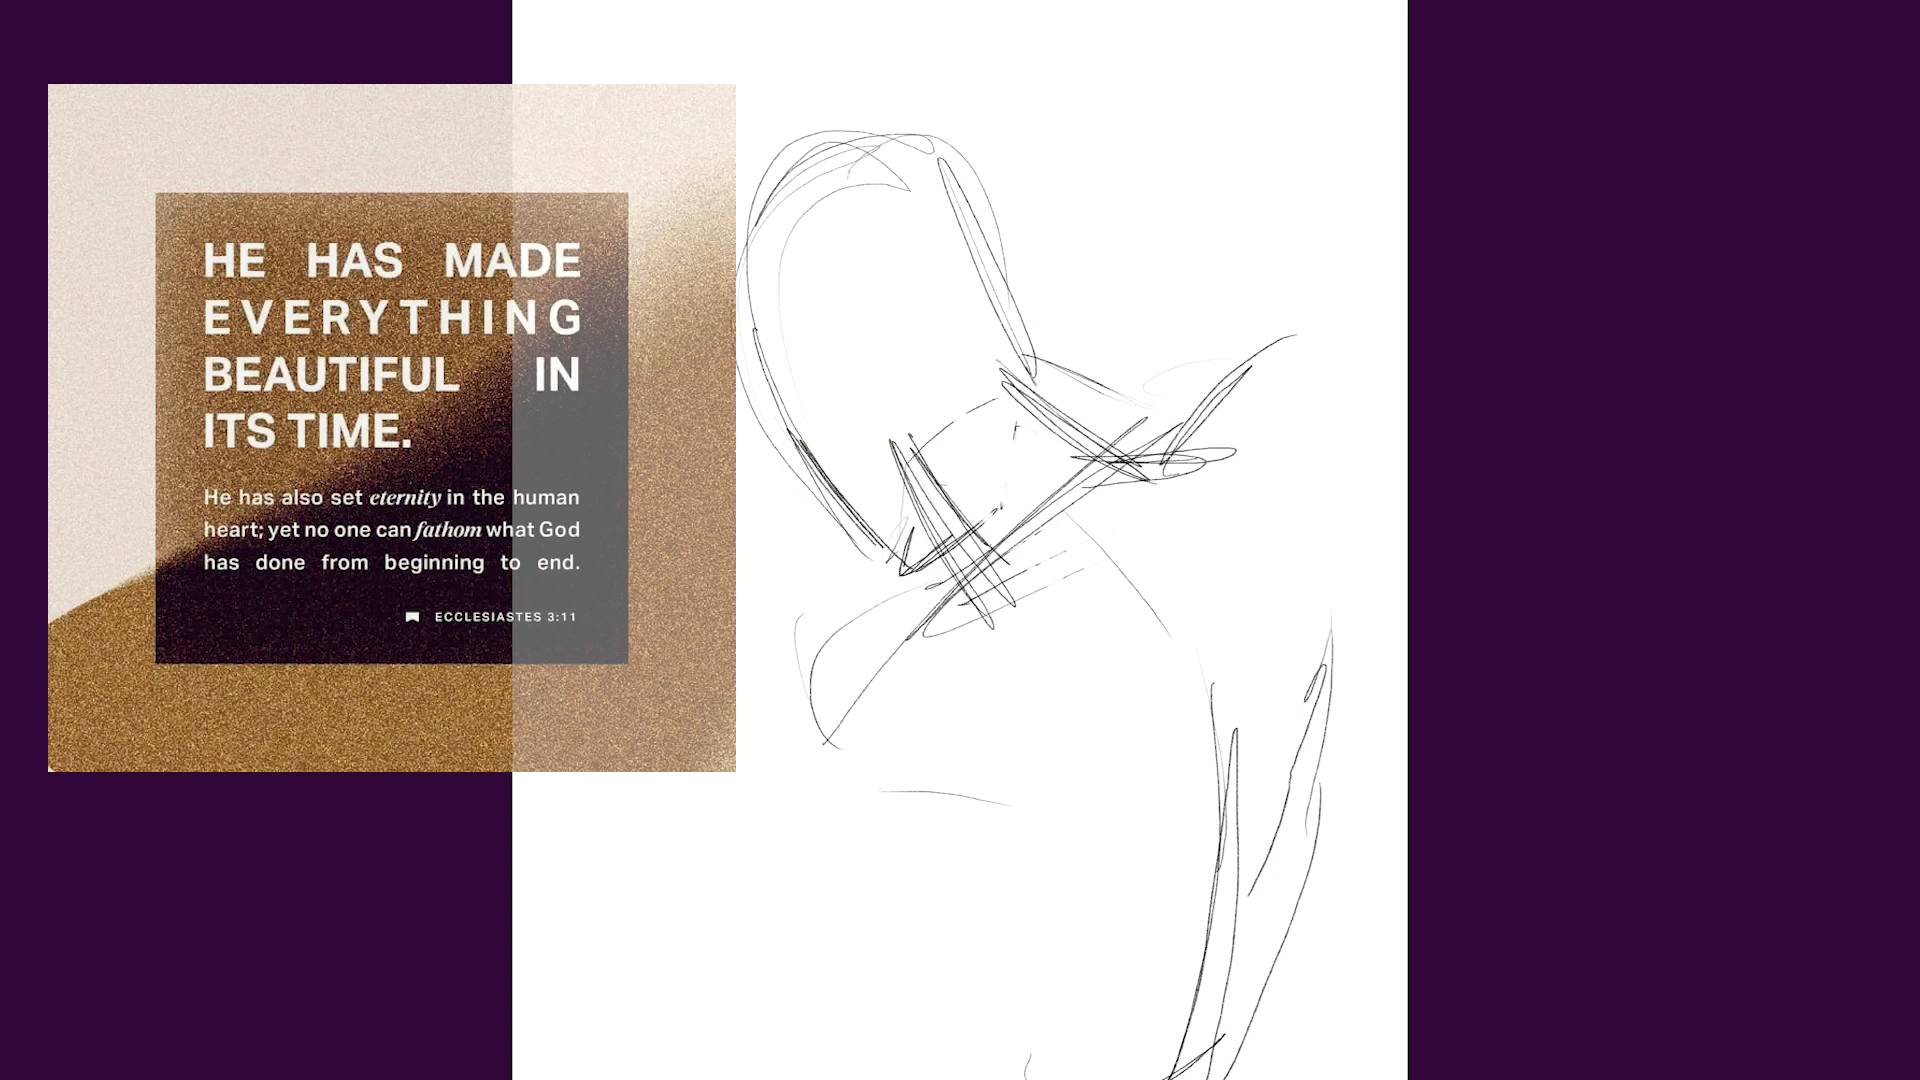 HE HAS MADE
EVERYTHING
BEAUTIFUL IN
ITS TIME.
He has also set eternity in the human
heart; yet no one can fathom what God
has done from beginning to end.
ECCLESIASTES 3:11